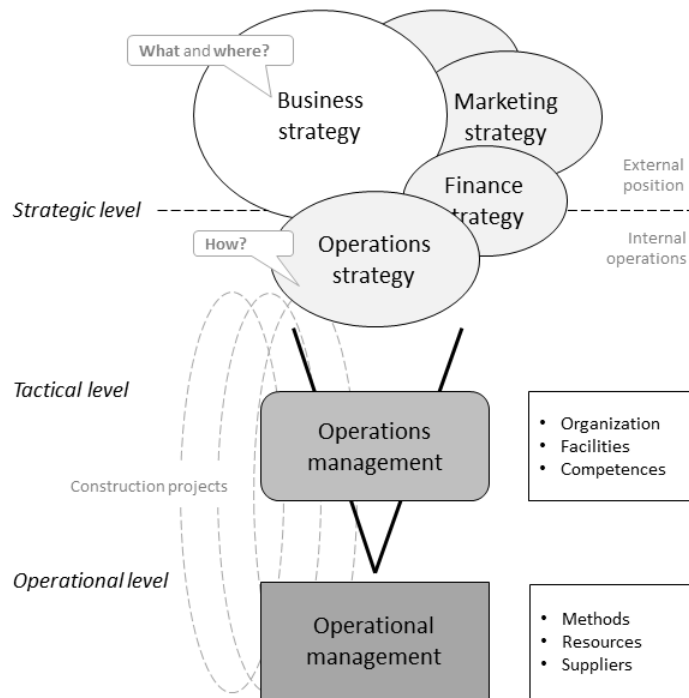 What and where?
Business
strategy
Marketing
strategy
Finance
strategy
External
position
Strategic level
Internal
operations
How?
Operations
strategy
Tactical level
Operations
management
• Organization
• Facilities
• Competences
Construction projects
Operational level
Operational
management
• Methods
• Resources
• Suppliers